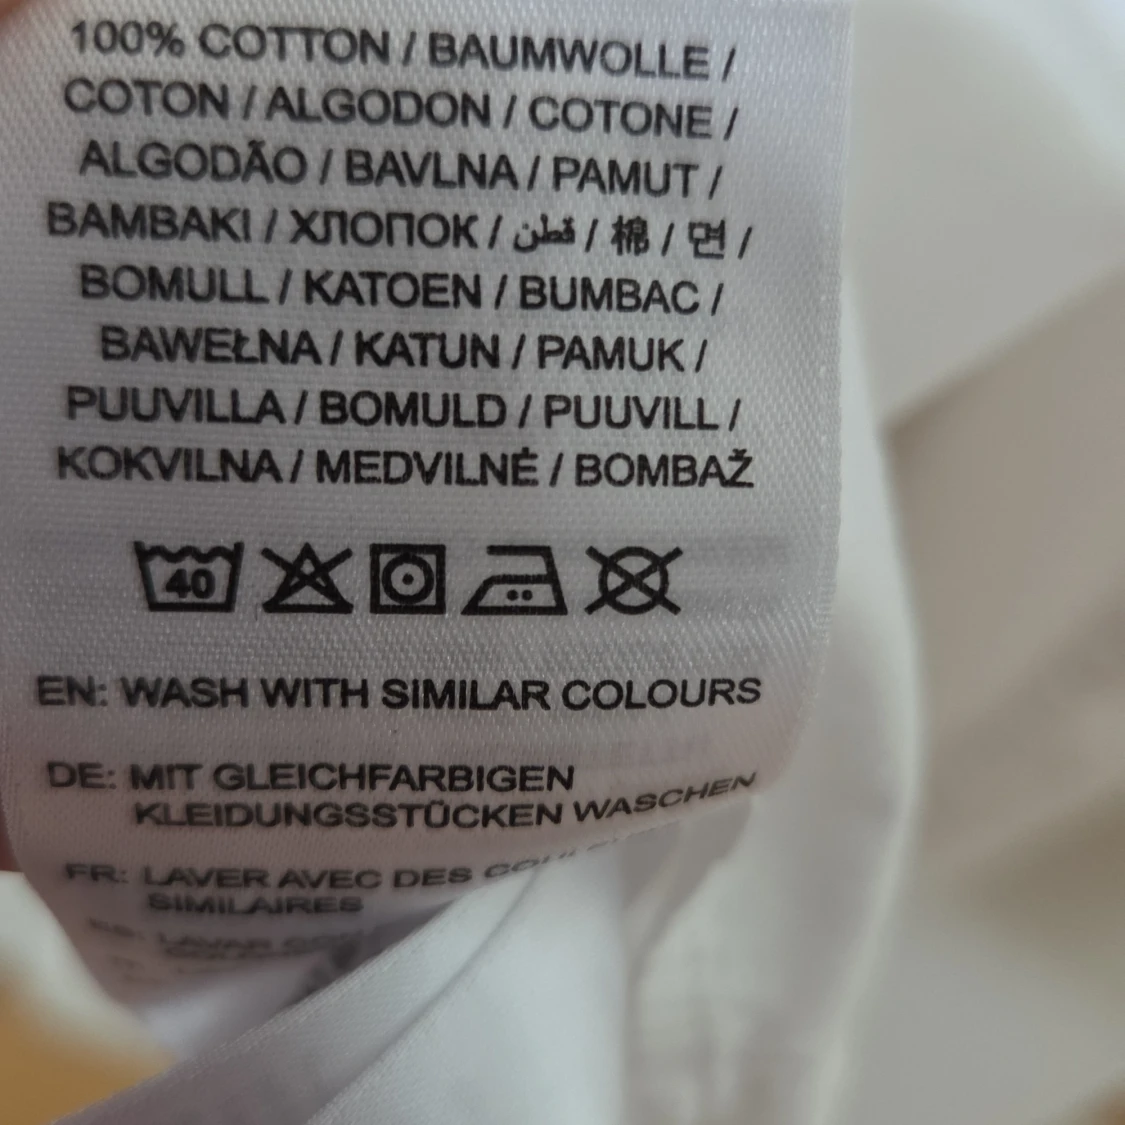 100% COTTON / BAUMWOLLE /
COTON / ALGODON / COTONE /
ALGODÃO / BAVLNA / PAMUT /
BAMBAKI / ХЛОПОК / قطن / 棉 / 면 /
BOMULL / KATOEN / BUMBAC /
BAWEŁNA / KATUN / PAMUK /
PUUVILLA / BOMULD / PUUVILL /
KOKVILNA / MEDVILNĖ / BOMBAŽ
40
EN: WASH WITH SIMILAR COLOURS
DE: MIT GLEICHFARBIGEN
KLEIDUNGSSTÜCKEN WASCHEN
FR: LAVER AVEC DES
SIMILAIRES
LAVAR